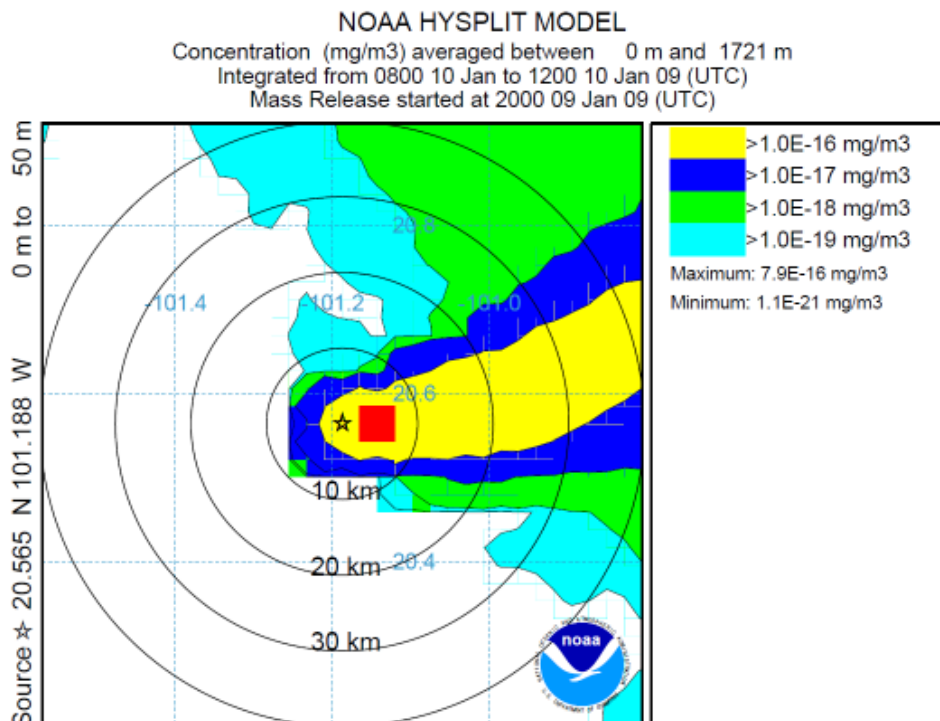 NOAA HYSPLIT MODEL
Concentration (mg/m3) averaged between 0 m and 1721 m
Integrated from 0800 10 Jan to 1200 10 Jan 09 (UTC)
Mass Release started at 2000 09 Jan 09 (UTC)
Source ☆ 20.565 N 101.188 W 0 m to 50 m
>1.0E-16 mg/m3
>1.0E-17 mg/m3
>1.0E-18 mg/m3
>1.0E-19 mg/m3
Maximum: 7.9E-16 mg/m3
Minimum: 1.1E-21 mg/m3
20.8
-101.4 -101.2 -101.0
20.6
10 km
20 km
20.4
30 km
noaa